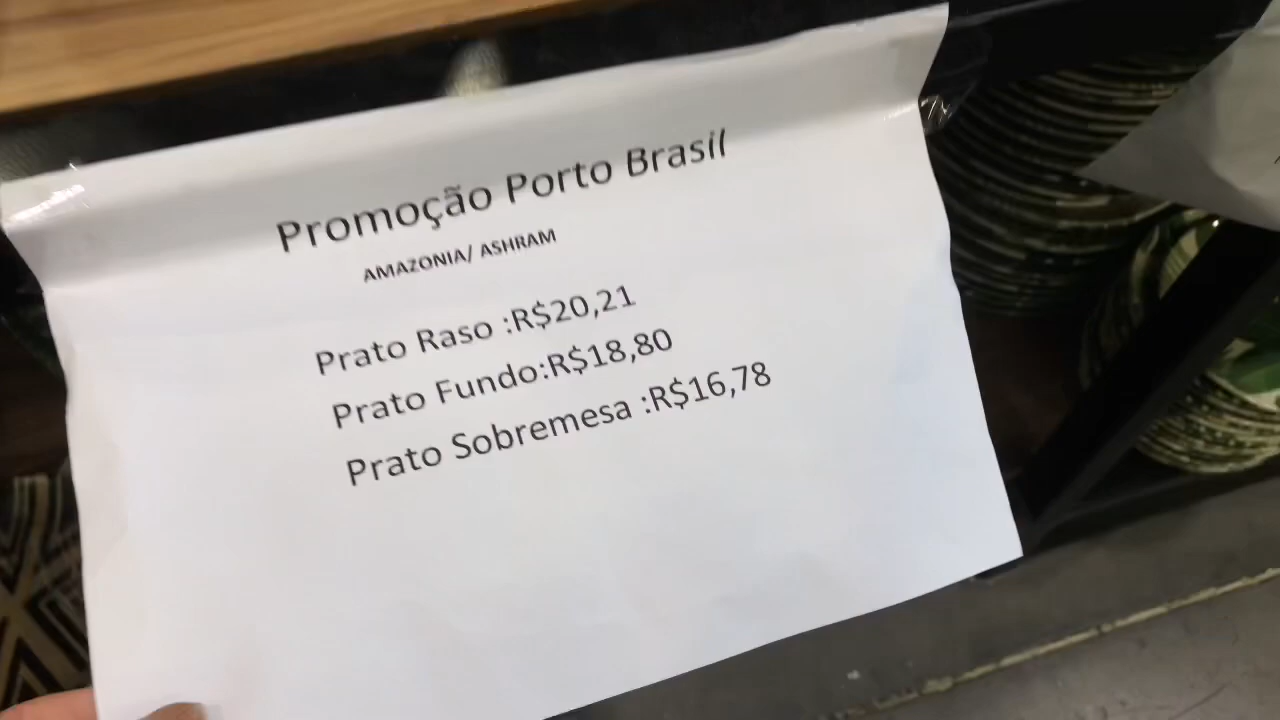 Promoção Porto Brasil
AMAZONIA/ ASHRAM
Prato Raso :R$20,21
Prato Fundo:R$18,80
Prato Sobremesa :R$16,78